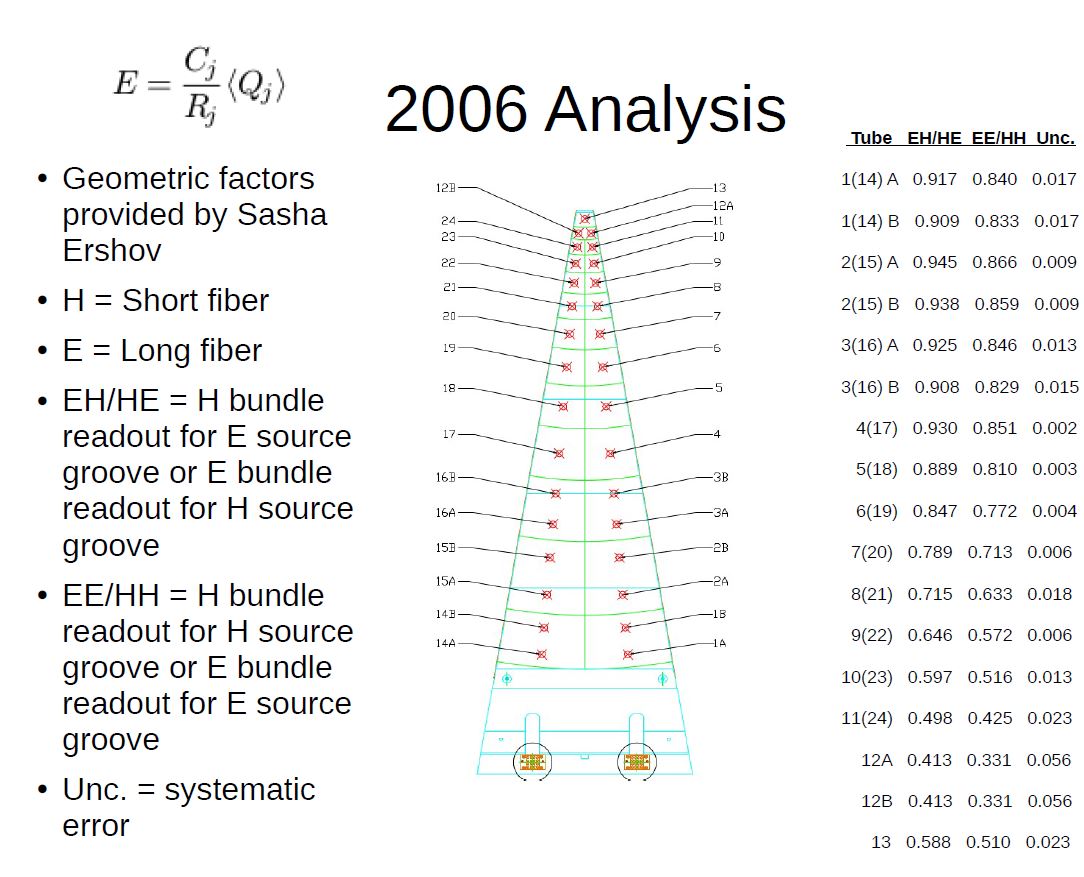 E = C_j / R_j ⟨Q_j⟩
2006 Analysis
• Geometric factors
provided by Sasha
Ershov
• H = Short fiber
• E = Long fiber
• EH/HE = H bundle
readout for E source
groove or E bundle
readout for H source
groove
• EE/HH = H bundle
readout for H source
groove or E bundle
readout for E source
groove
• Unc. = systematic
error
12B
24
23
22
21
20
19
18
17
16B
16A
15B
15A
14B
14A
13
12A
11
10
9
8
7
6
5
4
3B
3A
2B
2A
1B
1A
Tube EH/HE EE/HH Unc.
1(14) A 0.917 0.840 0.017
1(14) B 0.909 0.833 0.017
2(15) A 0.945 0.866 0.009
2(15) B 0.938 0.859 0.009
3(16) A 0.925 0.846 0.013
3(16) B 0.908 0.829 0.015
4(17) 0.930 0.851 0.002
5(18) 0.889 0.810 0.003
6(19) 0.847 0.772 0.004
7(20) 0.789 0.713 0.006
8(21) 0.715 0.633 0.018
9(22) 0.646 0.572 0.006
10(23) 0.597 0.516 0.013
11(24) 0.498 0.425 0.023
12A 0.413 0.331 0.056
12B 0.413 0.331 0.056
13 0.588 0.510 0.023